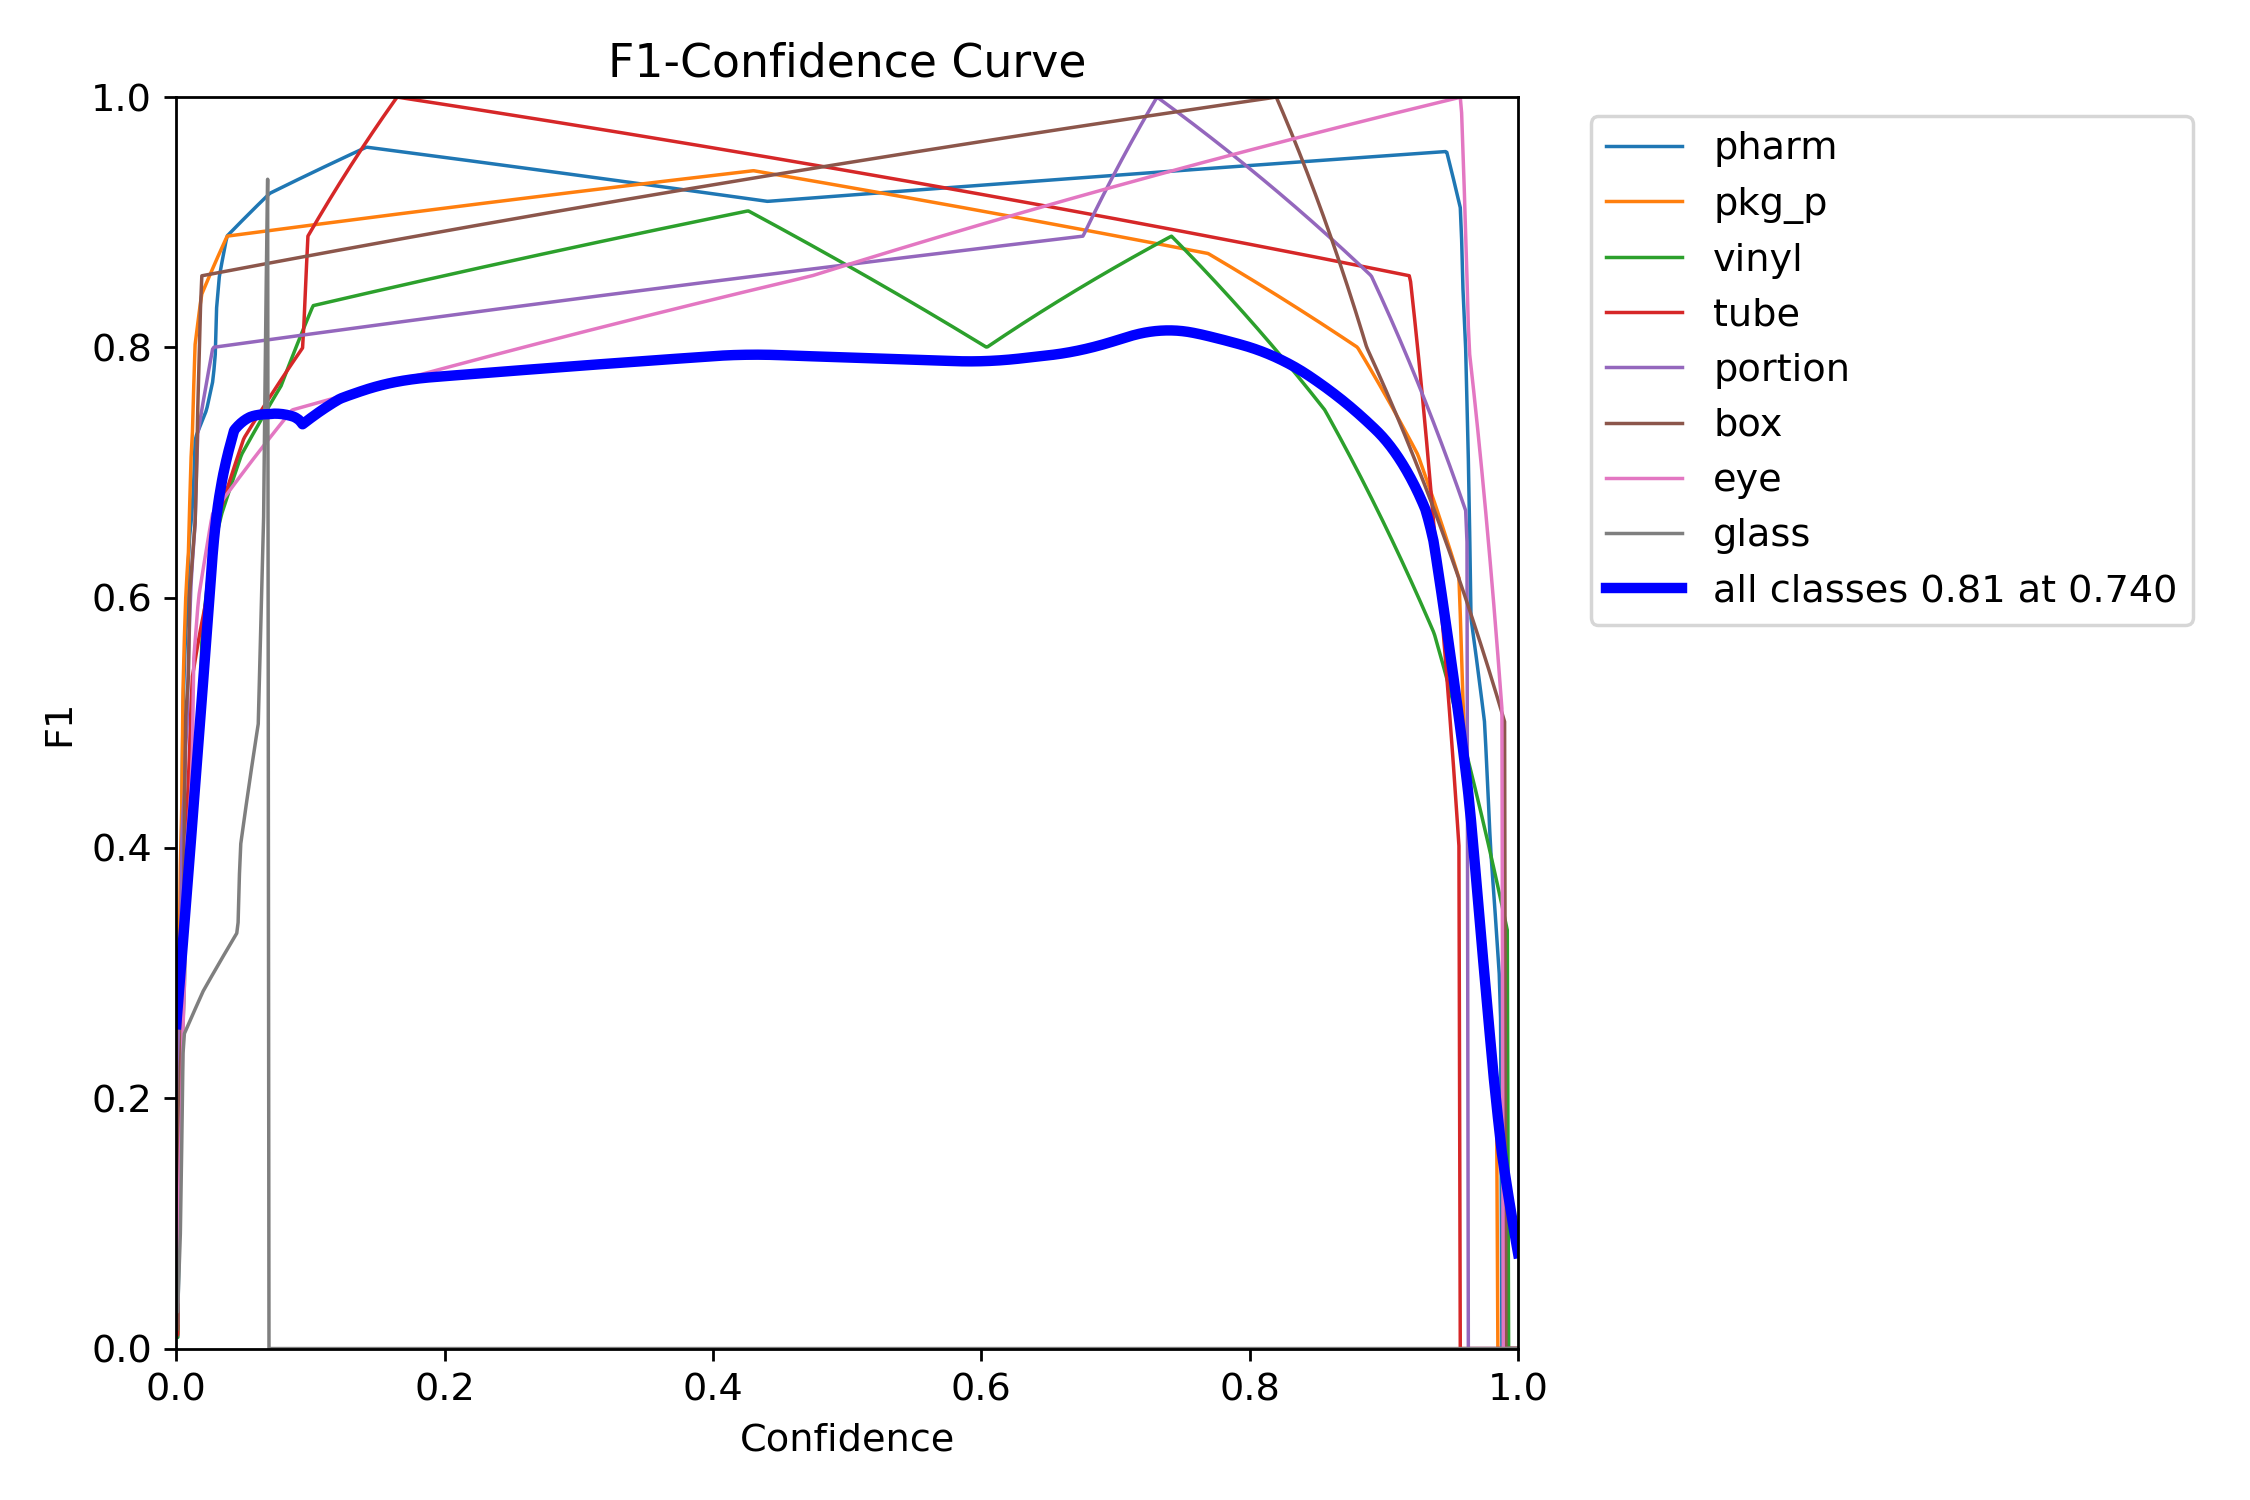 F1-Confidence Curve
1.0
0.8
0.6
0.4
0.2
0.0
F1
0.0 0.2 0.4 0.6 0.8 1.0
Confidence
pharm
pkg_p
vinyl
tube
portion
box
eye
glass
all classes 0.81 at 0.740